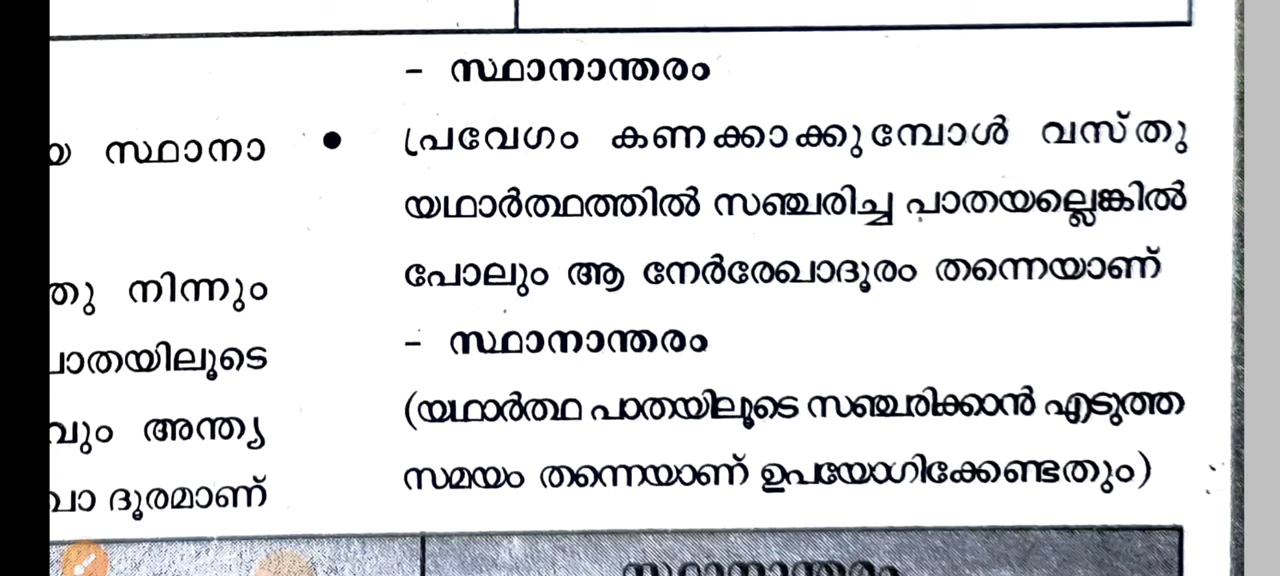 സ്ഥാനാ
നിന്നും
പാതയിലൂടെ
അന്ത്യ
ദൂരമാണ്
– സ്ഥാനാന്തരം
● പ്രവേഗം കണക്കാക്കുമ്പോൾ വസ്തു
യഥാർത്ഥത്തിൽ സഞ്ചരിച്ച പാതയല്ലെങ്കിൽ
പോലും ആ നേർരേഖാദൂരം തന്നെയാണ്
– സ്ഥാനാന്തരം
(യഥാർത്ഥ പാതയിലൂടെ സഞ്ചരിക്കാൻ എടുത്ത
സമയം തന്നെയാണ് ഉപയോഗിക്കേണ്ടതും)